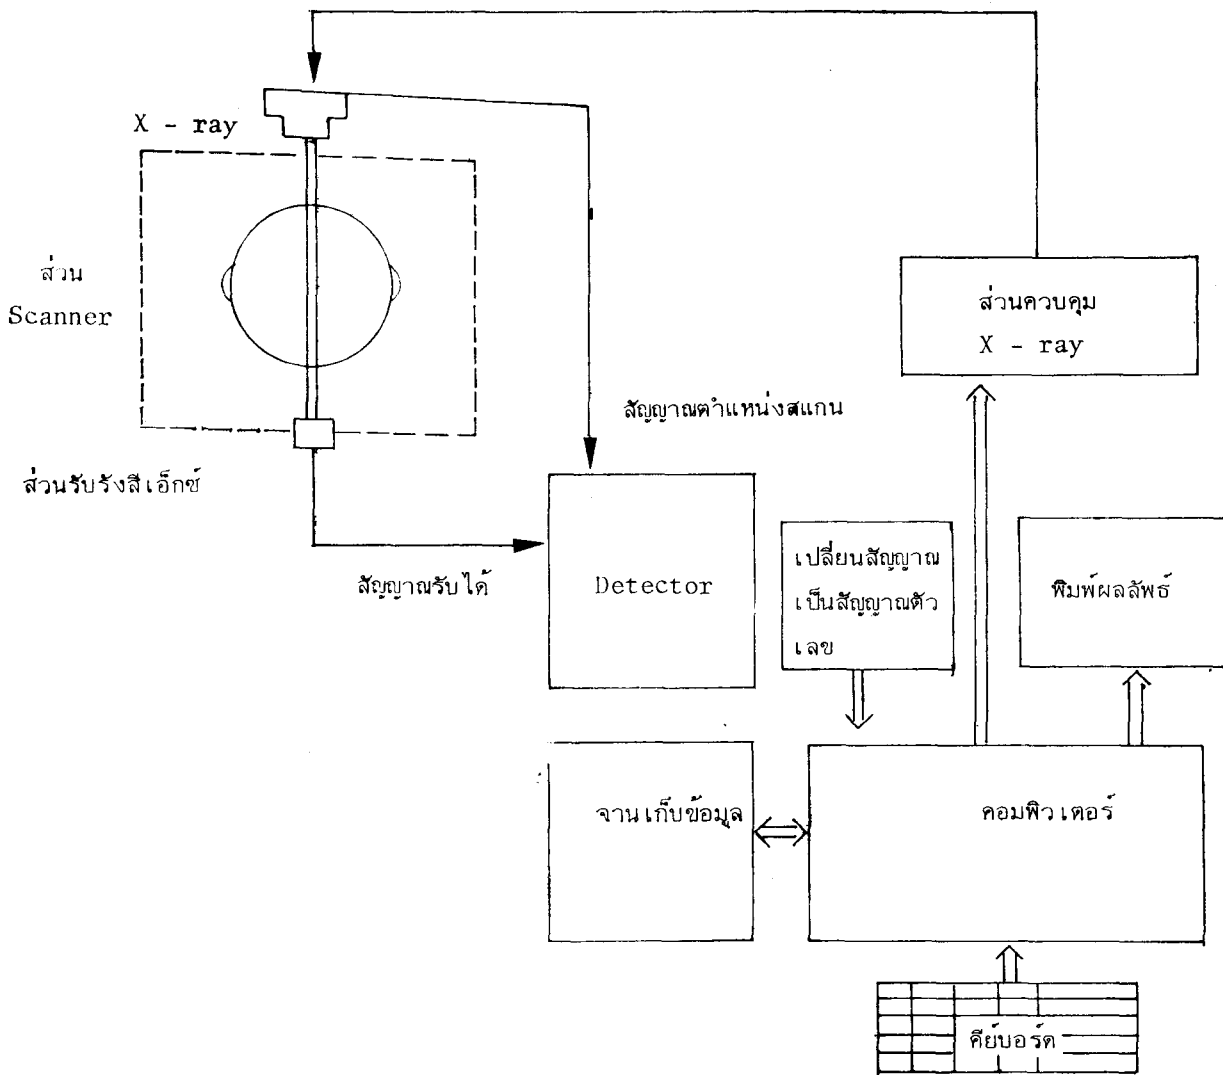 X - ray
ส่วน
Scanner
ส่วนควบคุม
X - ray
สัญญาณตำแหน่งสแกน
ส่วนรับรังสีเอ็กซ์
สัญญาณรับได้
Detector
เปลี่ยนสัญญาณ
เป็นสัญญาณตัว
เลข
พิมพ์ผลลัพธ์
จานเก็บข้อมูล
คอมพิวเตอร์
คีย์บอร์ด